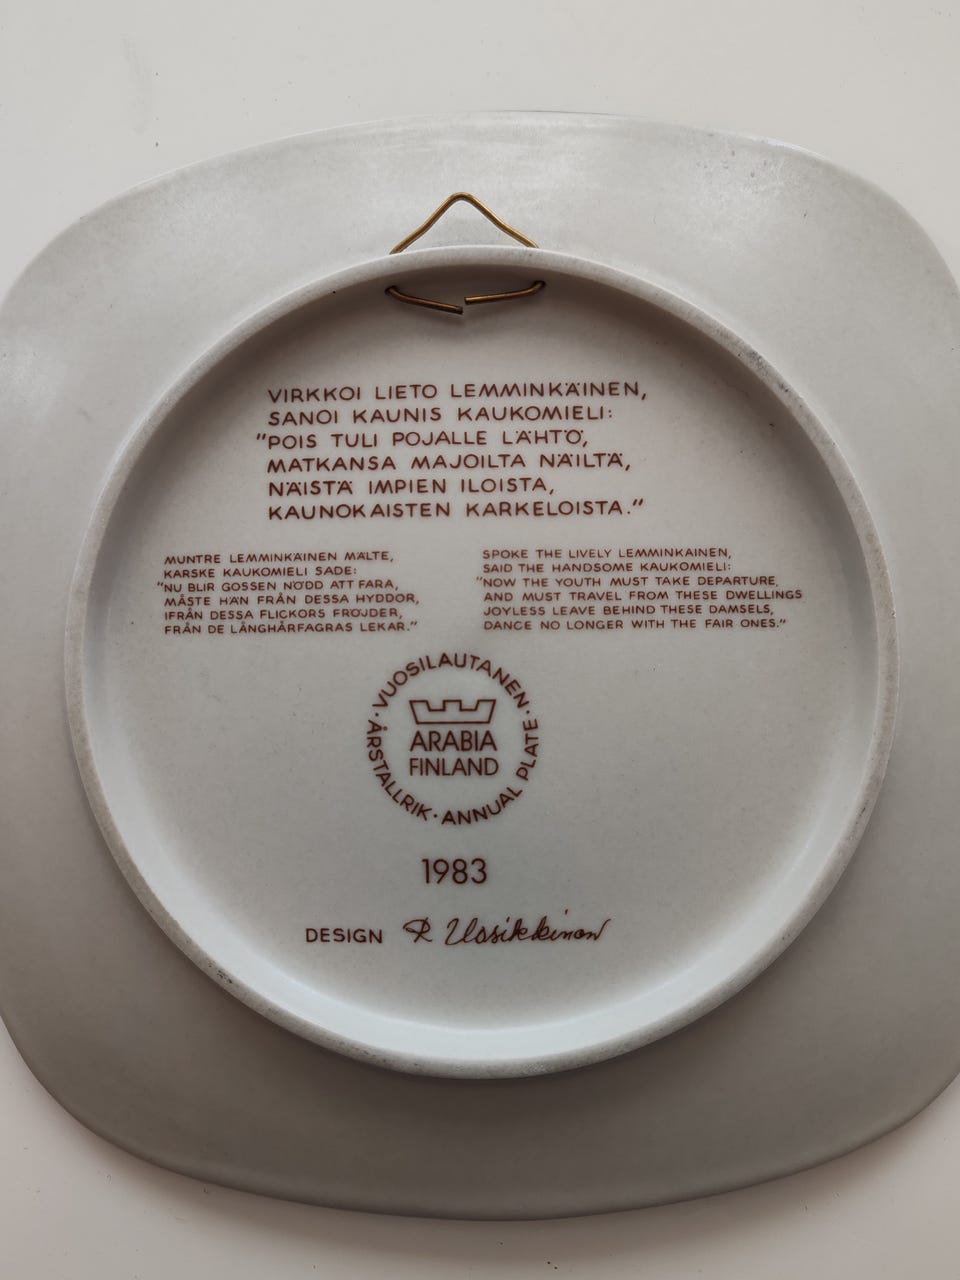 VIRKKOI LIETO LEMMINKÄINEN,
SANOI KAUNIS KAUKOMIELI:
"POIS TULI POJALLE LÄHTÖ,
MATKANSA MAJOILTA NÄILTÄ,
NÄISTÄ IMPIEN ILOISTA,
KAUNOKAISTEN KARKELOISTA."
MUNTRE LEMMINKÄINEN MÄLTE,
KARSKE KAUKOMIELI SADE:
"NU BLIR GOSSEN NÖDD ATT FARA,
MÅSTE HAN FRÅN DESSA HYDDOR,
IFRÅN DESSA FLICKORS FRÖJDER,
FRÅN DE LÅNGHÅRFAGRAS LEKAR."
SPOKE THE LIVELY LEMMINKAINEN,
SAID THE HANDSOME KAUKOMIELI:
"NOW THE YOUTH MUST TAKE DEPARTURE,
AND MUST TRAVEL FROM THESE DWELLINGS
JOYLESS LEAVE BEHIND THESE DAMSELS,
DANCE NO LONGER WITH THE FAIR ONES."
VUOSILAUTANEN · ANNUAL PLATE · ÅRSTALLRIK ·
ARABIA
FINLAND
1983
DESIGN R Uosikkinen